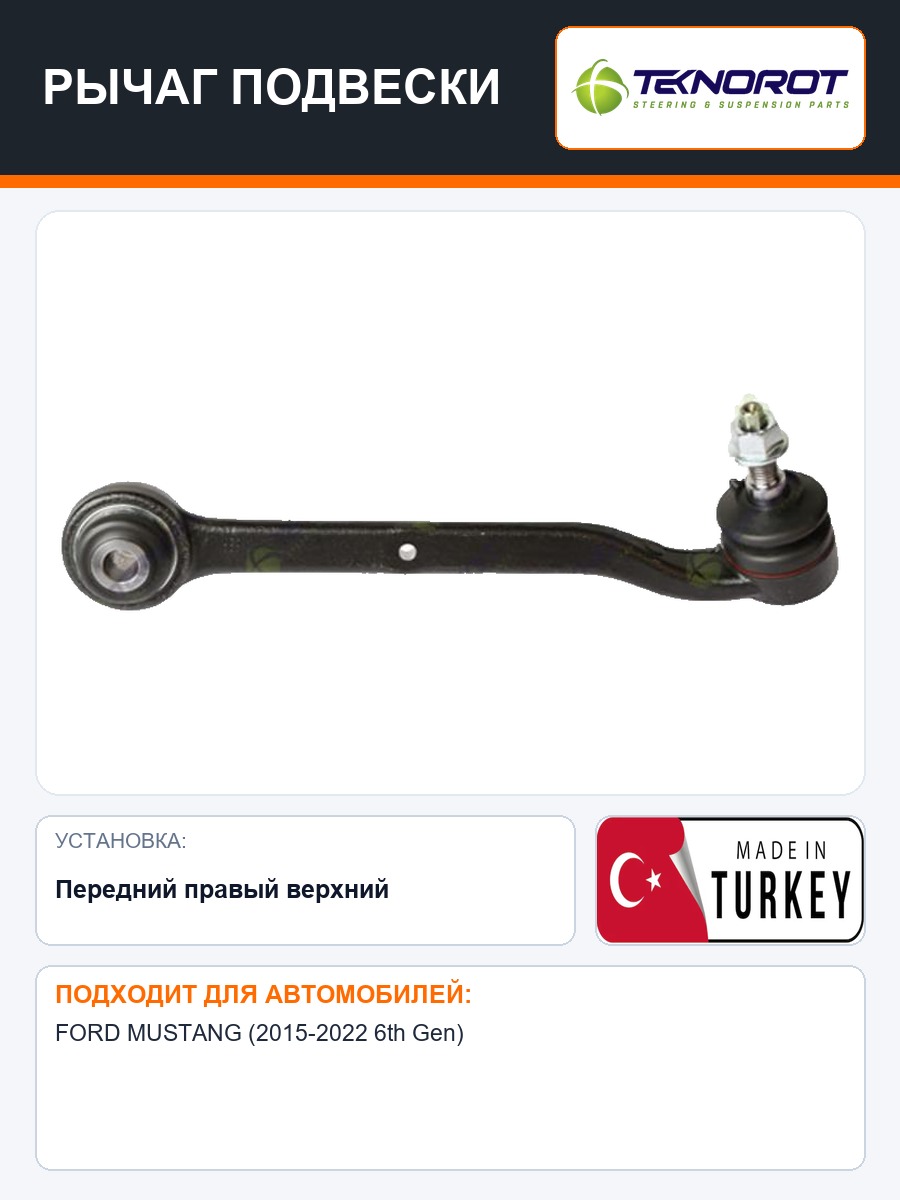 РЫЧАГ ПОДВЕСКИ
TEKNOROT
STEERING & SUSPENSION PARTS
УСТАНОВКА:
Передний правый верхний
MADE IN
TURKEY
ПОДХОДИТ ДЛЯ АВТОМОБИЛЕЙ:
FORD MUSTANG (2015-2022 6th Gen)